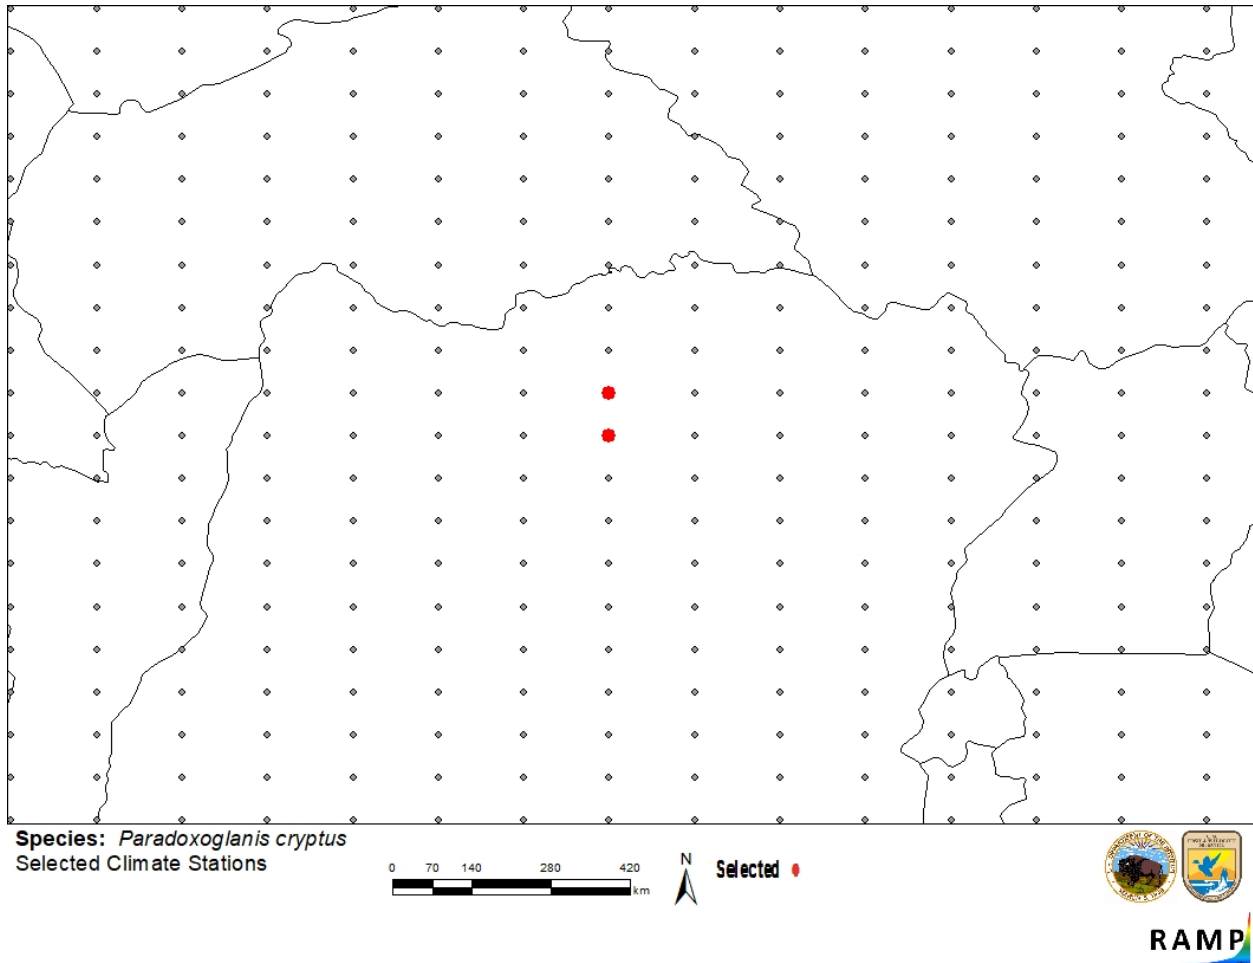 Species: Paradoxoglanis cryptus
Selected Climate Stations
0 70 140 280 420
km
N
Selected
RAMP